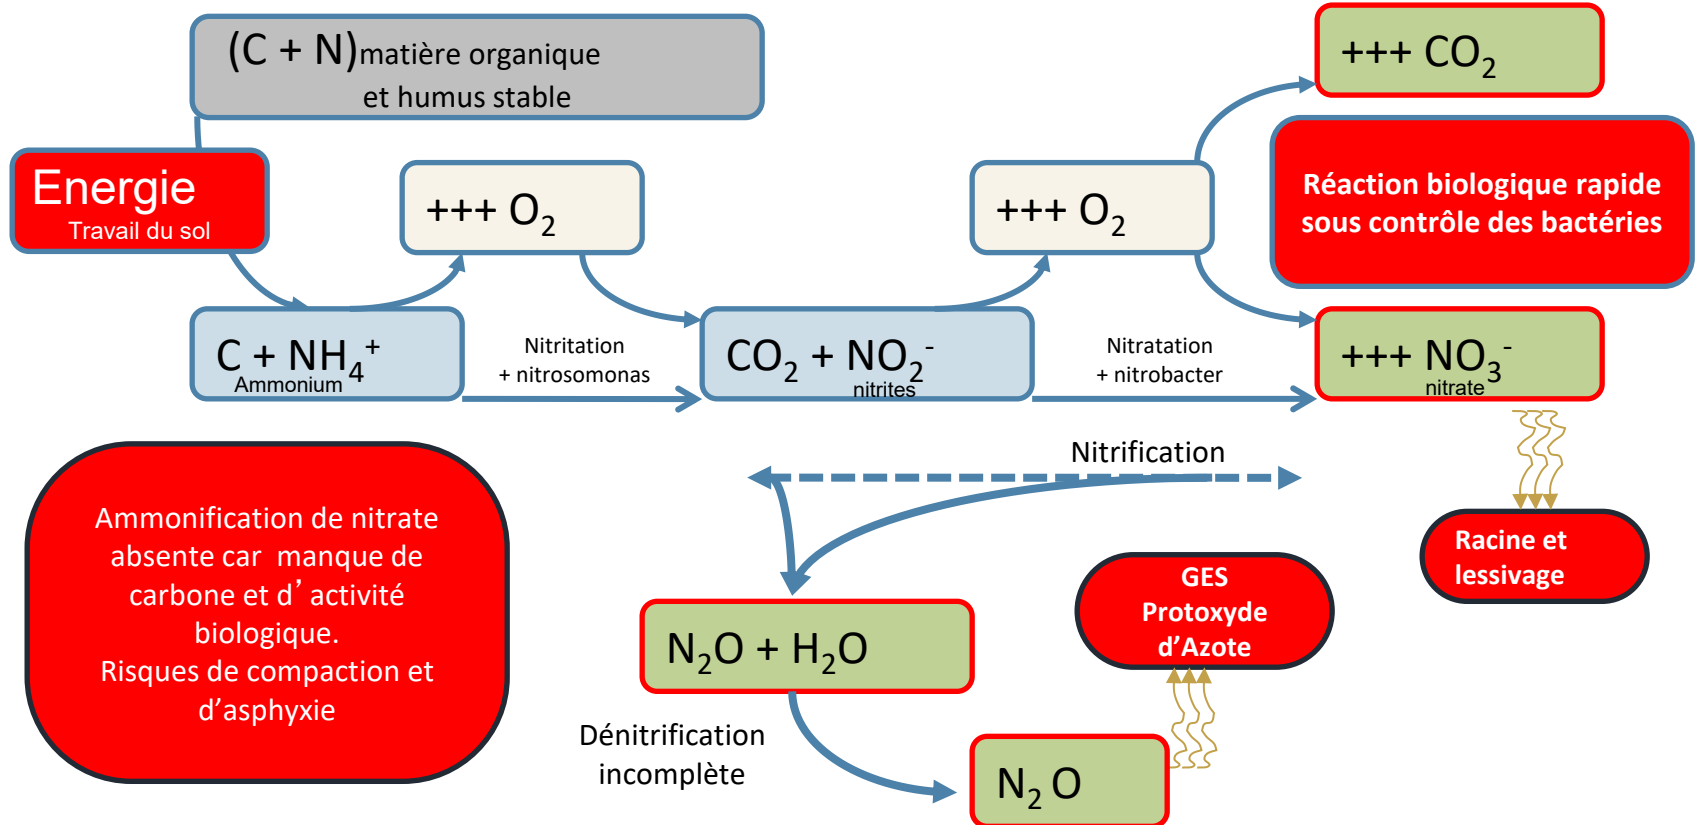 (C + N)matière organique
et humus stable
+++ CO₂
Energie
Travail du sol
+++ O₂
+++ O₂
Réaction biologique rapide
sous contrôle des bactéries
C + NH₄⁺
Ammonium
Nitritation
+ nitrosomonas
CO₂ + NO₂⁻
nitrites
Nitratation
+ nitrobacter
+++ NO₃⁻
nitrate
Nitrification
Ammonification de nitrate
absente car manque de
carbone et d’ activité
biologique.
Risques de compaction et
d’asphyxie
Racine et
lessivage
GES
Protoxyde
d’Azote
N₂O + H₂O
Dénitrification
incomplète
N₂ O